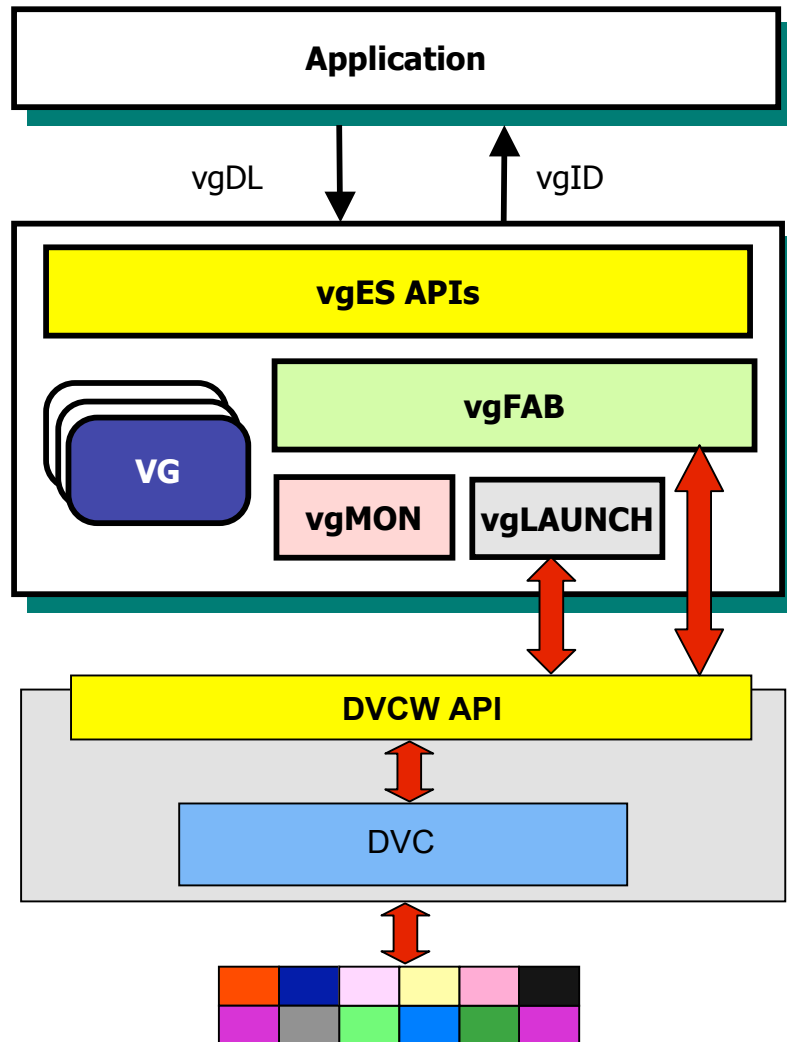 Application
vgDL
vgID
vgES APIs
vgFAB
VG
vgMON
vgLAUNCH
DVCW API
DVC